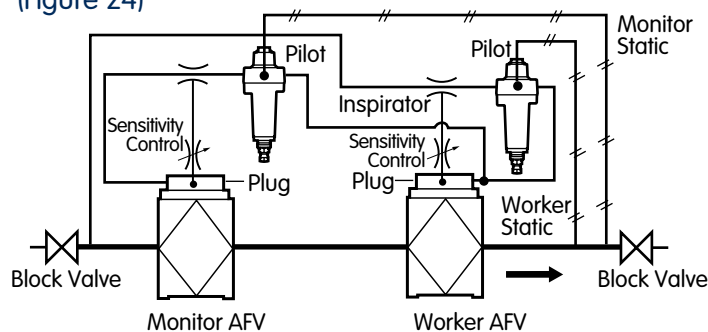 (Figure 24)
Monitor
Static
Pilot
Pilot
Inspirator
Sensitivity
Control
Sensitivity
Control
Plug
Plug
Worker
Static
Block Valve
Block Valve
Monitor AFV
Worker AFV